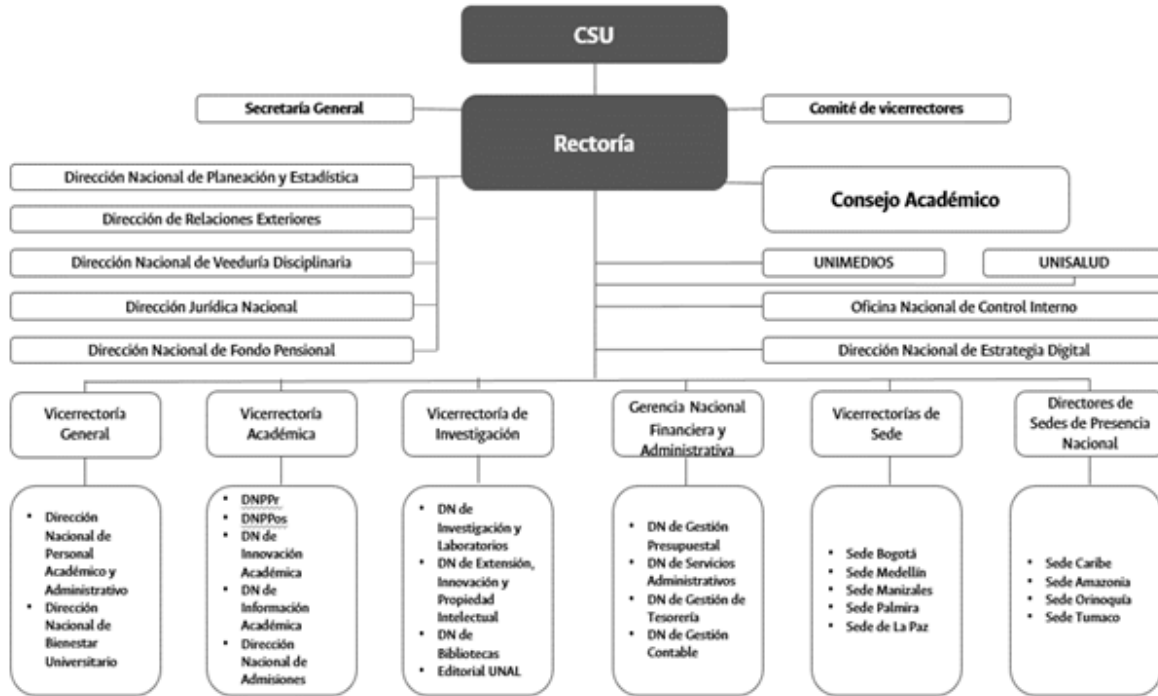 CSU
Secretaría General
Comité de vicerrectores
Rectoría
Dirección Nacional de Planeación y Estadística
Dirección de Relaciones Exteriores
Dirección Nacional de Veeduría Disciplinaria
Dirección Jurídica Nacional
Dirección Nacional de Fondo Pensional
Consejo Académico
UNIMEDIOS
UNISALUD
Oficina Nacional de Control Interno
Dirección Nacional de Estrategia Digital
Vicerrectoría
General
• Dirección
Nacional de
Personal
Académico y
Administrativo
• Dirección
Nacional de
Bienestar
Universitario
Vicerrectoría
Académica
• DNPPr
• DNPPos
• DN de
Innovación
Académica
• DN de
Información
Académica
• Dirección
Nacional de
Admisiones
Vicerrectoría de
Investigación
• DN de
Investigación y
Laboratorios
• DN de Extensión,
Innovación y
Propiedad
Intelectual
• DN de
Bibliotecas
• Editorial UNAL
Gerencia Nacional
Financiera y
Administrativa
• DN de Gestión
Presupuestal
• DN de Servicios
Administrativos
• DN de Gestión de
Tesorería
• DN de Gestión
Contable
Vicerrectorías de
Sede
• Sede Bogotá
• Sede Medellín
• Sede Manizales
• Sede Palmira
• Sede de La Paz
Directores de
Sedes de Presencia
Nacional
• Sede Caribe
• Sede Amazonia
• Sede Orinoquía
• Sede Tumaco